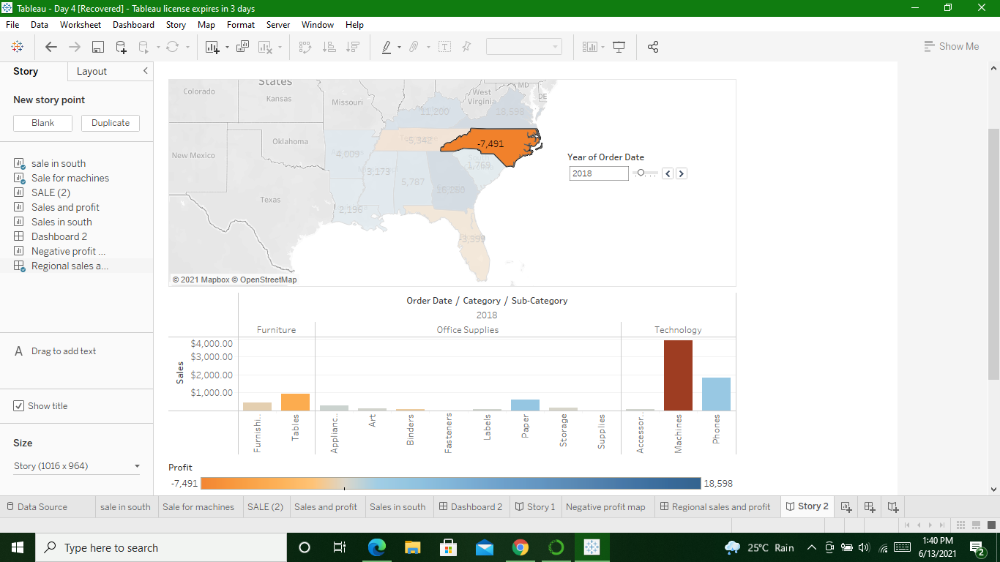 Tableau - Day 4 [Recovered] - Tableau license expires in 3 days
File Data Worksheet Dashboard Story Map Format Server Window Help
Show Me
Story Layout
New story point
Blank Duplicate
sale in south
Sale for machines
SALE (2)
Sales and profit
Sales in south
Dashboard 2
Negative profit ...
Regional sales a...
A Drag to add text
Show title
Size
Story (1016 x 964)
States
Colorado
Kansas
Missouri
West
Virginia
MD
DE
11,200
18,598
Oklahoma
-5,342
-7,491
New Mexico
4,009
3,173
5,787
1,769
Texas
2,196
-3,399
© 2021 Mapbox © OpenStreetMap
Year of Order Date
2018
Order Date / Category / Sub-Category
2018
Furniture Office Supplies Technology
Sales
$4,000.00
$3,000.00
$2,000.00
$1,000.00
Furnishi.. Tables Applianc.. Art Binders Fasteners Labels Paper Storage Supplies Accessor.. Machines Phones
Profit
-7,491 18,598
Data Source sale in south Sale for machines SALE (2) Sales and profit Sales in south Dashboard 2 Story 1 Negative profit map Regional sales and profit Story 2
Type here to search
25°C Rain
1:40 PM
6/13/2021
2